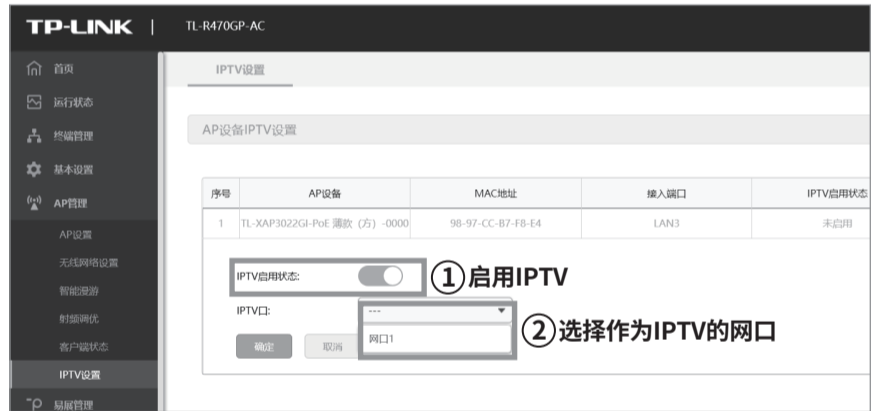 TP-LINK | TL-R470GP-AC
首页
运行状态
终端管理
基本设置
AP管理
AP设置
无线网络设置
智能漫游
射频调优
客户端状态
IPTV设置
易展管理
IPTV设置
AP设备IPTV设置
序号 AP设备 MAC地址 接入端口 IPTV启用状态
1 TL-XAP3022GI-PoE 薄款（方）-0000 98-97-CC-B7-F8-E4 LAN3 未启用
IPTV启用状态: ①启用IPTV
IPTV口: ---
网口1 ②选择作为IPTV的网口
确定 取消